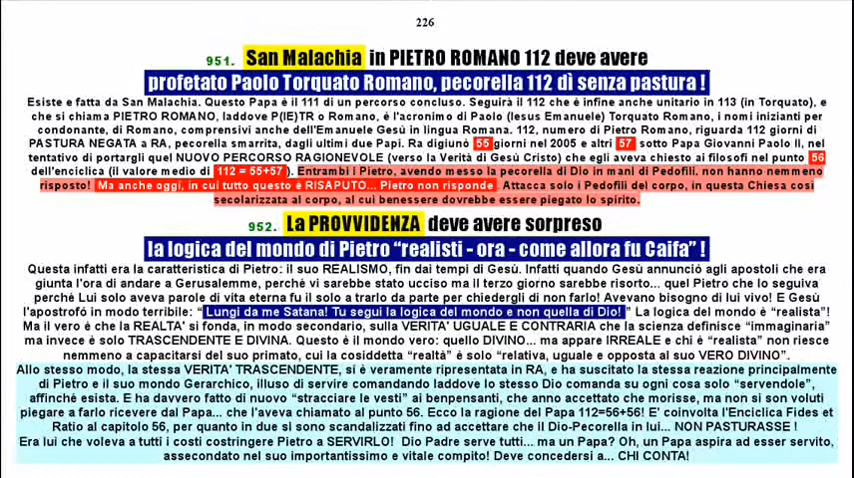 226
951. San Malachia in PIETRO ROMANO 112 deve avere
profetato Paolo Torquato Romano, pecorella 112 dì senza pastura !
Esiste e fatta da San Malachia. Questo Papa è il 111 di un percorso concluso. Seguirà il 112 che è infine anche unitario in 113 (in Torquato), e
che si chiama PIETRO ROMANO, laddove P(IE)TR o Romano, è l'acronimo di Paolo (Iesus Emanuele) Torquato Romano, i nomi inizianti per
condonante, di Romano, comprensivi anche dell'Emanuele Gesù in lingua Romana. 112, numero di Pietro Romano, riguarda 112 giorni di
PASTURA NEGATA a RA, pecorella smarrita, dagli ultimi due Papi. Ra digiunò 55 giorni nel 2005 e altri 57 sotto Papa Giovanni Paolo II, nel
tentativo di portargli quel NUOVO PERCORSO RAGIONEVOLE (verso la Verità di Gesù Cristo) che egli aveva chiesto ai filosofi nel punto 56
dell'enciclica (il valore medio di 112 = 55+57 ). Entrambi i Pietro, avendo messo la pecorella di Dio in mani di Pedofili, non hanno nemmeno
risposto! Ma anche oggi, in cui tutto questo è RISAPUTO... Pietro non risponde . Attacca solo i Pedofili del corpo, in questa Chiesa così
secolarizzata al corpo, al cui benessere dovrebbe essere piegato lo spirito.
952. La PROVVIDENZA deve avere sorpreso
la logica del mondo di Pietro “realisti - ora - come allora fu Caifa” !
Questa infatti era la caratteristica di Pietro: il suo REALISMO, fin dai tempi di Gesù. Infatti quando Gesù annunciò agli apostoli che era
giunta l'ora di andare a Gerusalemme, perché vi sarebbe stato ucciso ma il terzo giorno sarebbe risorto... quel Pietro che lo seguiva
perché Lui solo aveva parole di vita eterna fu il solo a trarlo da parte per chiedergli di non farlo! Avevano bisogno di lui vivo! E Gesù
l'apostrofò in modo terribile: “Lungi da me Satana! Tu segui la logica del mondo e non quella di Dio! ” La logica del mondo è “realista”!
Ma il vero è che la REALTA' si fonda, in modo secondario, sulla VERITA' UGUALE E CONTRARIA che la scienza definisce “immaginaria”
ma invece è solo TRASCENDENTE E DIVINA. Questo è il mondo vero: quello DIVINO... ma appare IRREALE e chi è “realista” non riesce
nemmeno a capacitarsi del suo primato, cui la cosiddetta “realtà” è solo “relativa, uguale e opposta al suo VERO DIVINO”.
Allo stesso modo, la stessa VERITA' TRASCENDENTE, si è veramente ripresentata in RA, e ha suscitato la stessa reazione principalmente
di Pietro e il suo mondo Gerarchico, illuso di servire comandando laddove lo stesso Dio comanda su ogni cosa solo “servendole”,
affinché esista. E ha davvero fatto di nuovo “stracciare le vesti” ai benpensanti, che anno accettato che morisse, ma non si son voluti
piegare a farlo ricevere dal Papa... che l'aveva chiamato al punto 56. Ecco la ragione del Papa 112=56+56! E' coinvolta l'Enciclica Fides et
Ratio al capitolo 56, per quanto in due si sono scandalizzati fino ad accettare che il Dio-Pecorella in lui... NON PASTURASSE !
Era lui che voleva a tutti i costi costringere Pietro a SERVIRLO! Dio Padre serve tutti... ma un Papa? Oh, un Papa aspira ad esser servito,
assecondato nel suo importantissimo e vitale compito! Deve concedersi a... CHI CONTA!